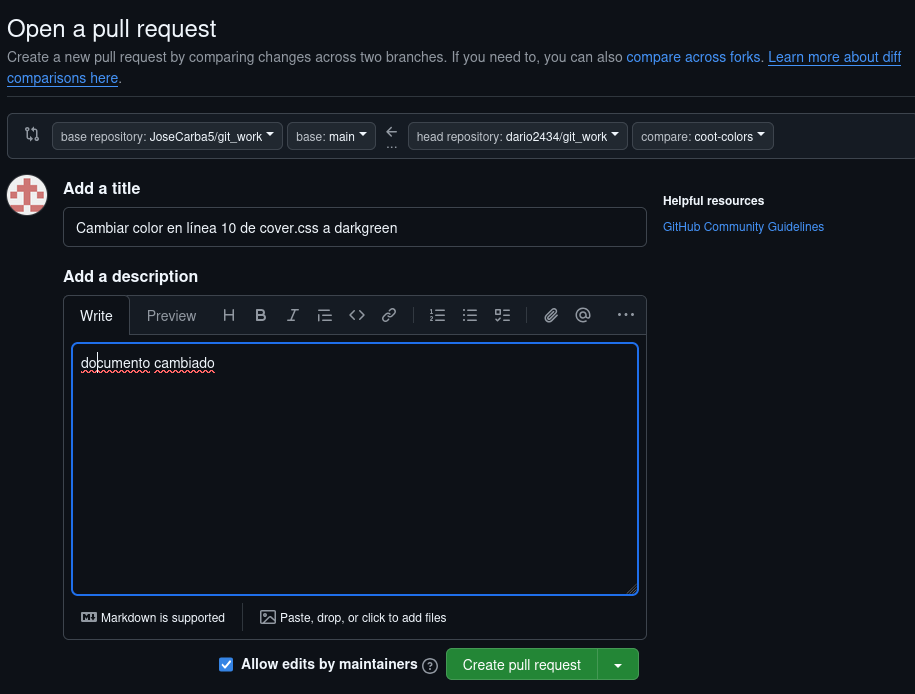 Open a pull request
Create a new pull request by comparing changes across two branches. If you need to, you can also compare across forks. Learn more about diff
comparisons here.
base repository: JoseCarba5/git_work base: main ← head repository: dario2434/git_work compare: coot-colors
...
Add a title
Helpful resources
Cambiar color en línea 10 de cover.css a darkgreen
GitHub Community Guidelines
Add a description
Write Preview H B I
documento cambiado
Markdown is supported Paste, drop, or click to add files
Allow edits by maintainers ? Create pull request